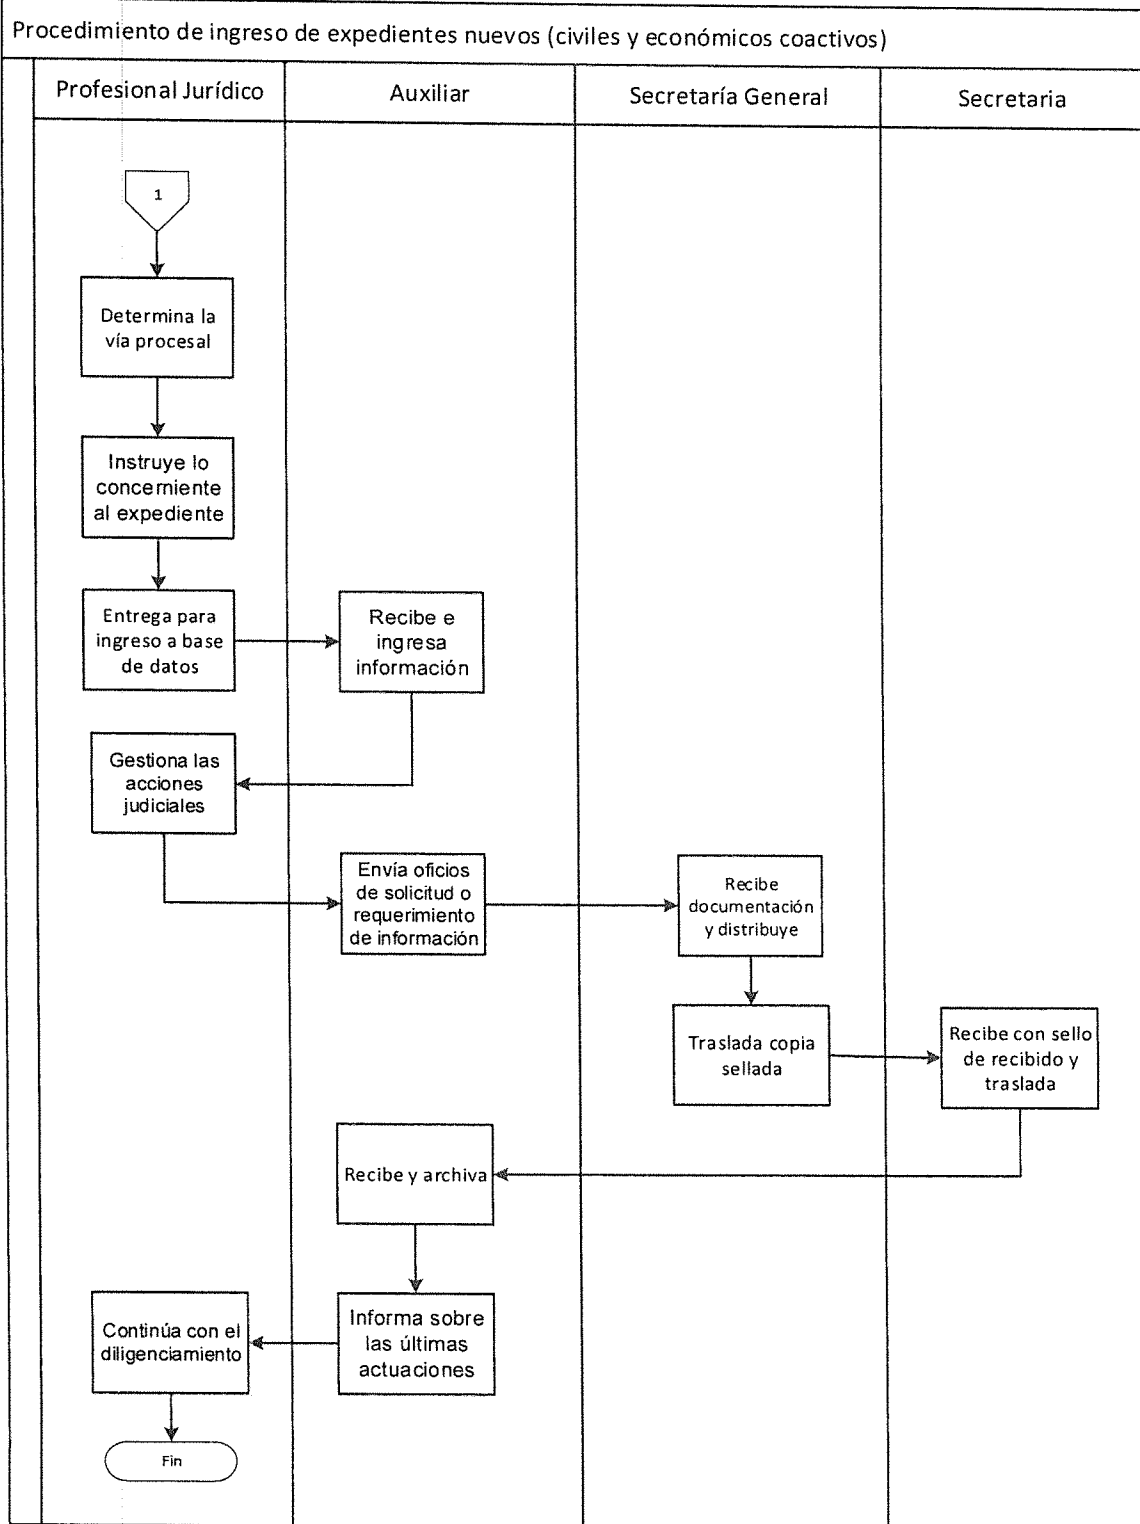 Procedimiento de ingreso de expedientes nuevos (civiles y económicos coactivos)
Profesional Jurídico
Auxiliar
Secretaría General
Secretaria
1
Determina la
vía procesal
Instruye lo
concerniente
al expediente
Entrega para
ingreso a base
de datos
Recibe e
ingresa
información
Gestiona las
acciones
judiciales
Envía oficios
de solicitud o
requerimiento
de información
Recibe
documentación
y distribuye
Traslada copia
sellada
Recibe con sello
de recibido y
traslada
Recibe y archiva
Informa sobre
las últimas
actuaciones
Continúa con el
diligenciamiento
Fin